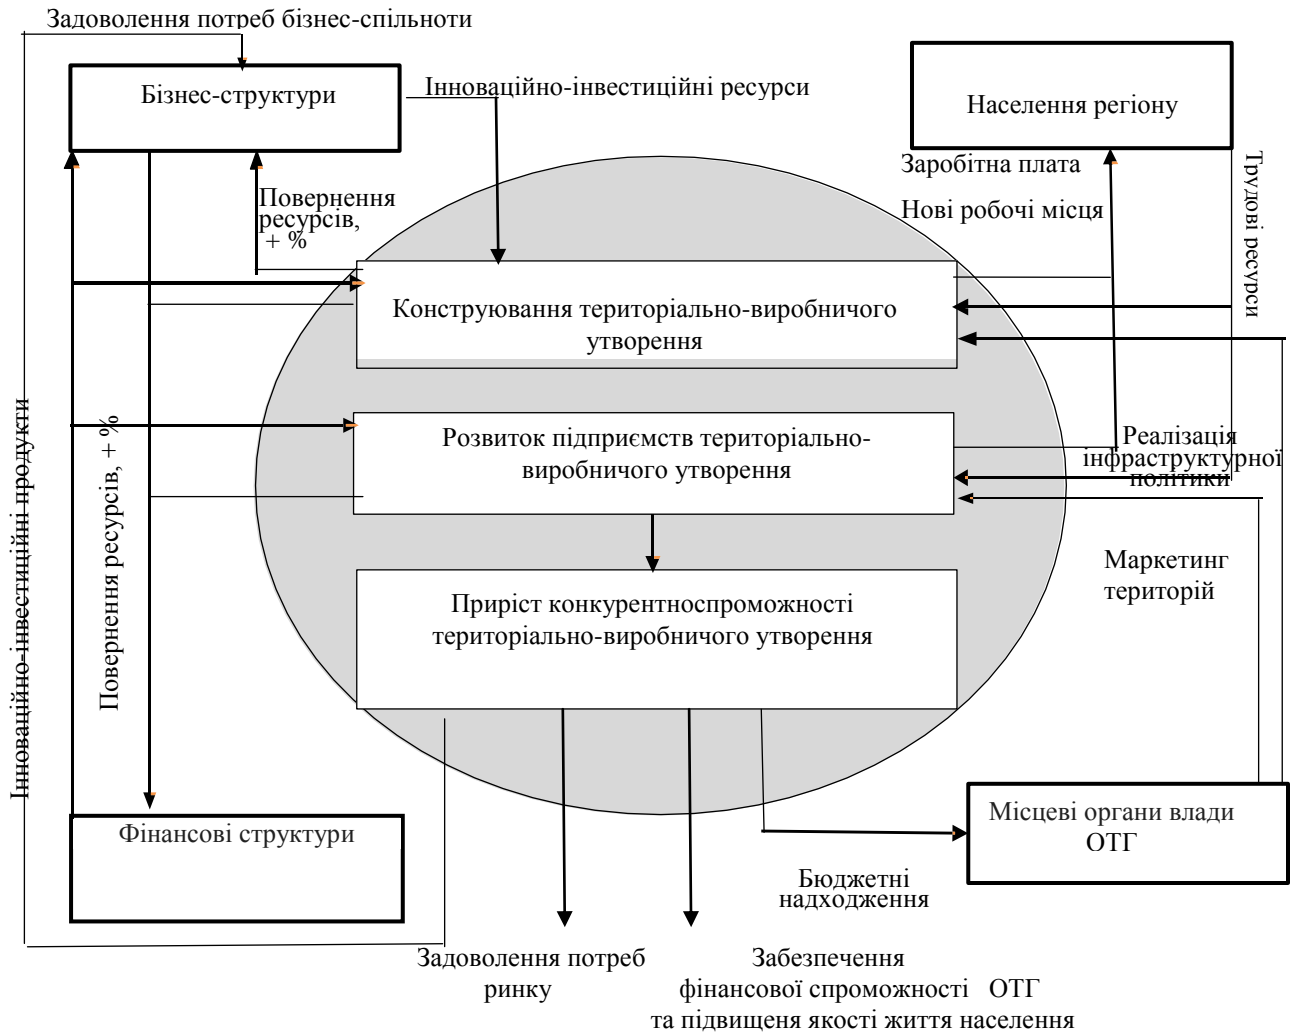 Задоволення потреб бізнес-спільноти
Бізнес-структури
Інноваційно-інвестиційні ресурси
Населення регіону
Заробітна плата
Нові робочі місця
Трудові ресурси
Повернення
ресурсів,
+ %
Конструювання територіально-виробничого
утворення
Розвиток підприємств територіально-
виробничого утворення
Реалізація
інфраструктурної
політики
Інноваційно-інвестиційні продукти
Повернення ресурсів, + %
Маркетинг
територій
Приріст конкурентноспроможності
територіально-виробничого утворення
Фінансові структури
Місцеві органи влади
ОТГ
Бюджетні
надходження
Задоволення потреб
ринку
Забезпечення
фінансової спроможності ОТГ
та підвищеня якості життя населення